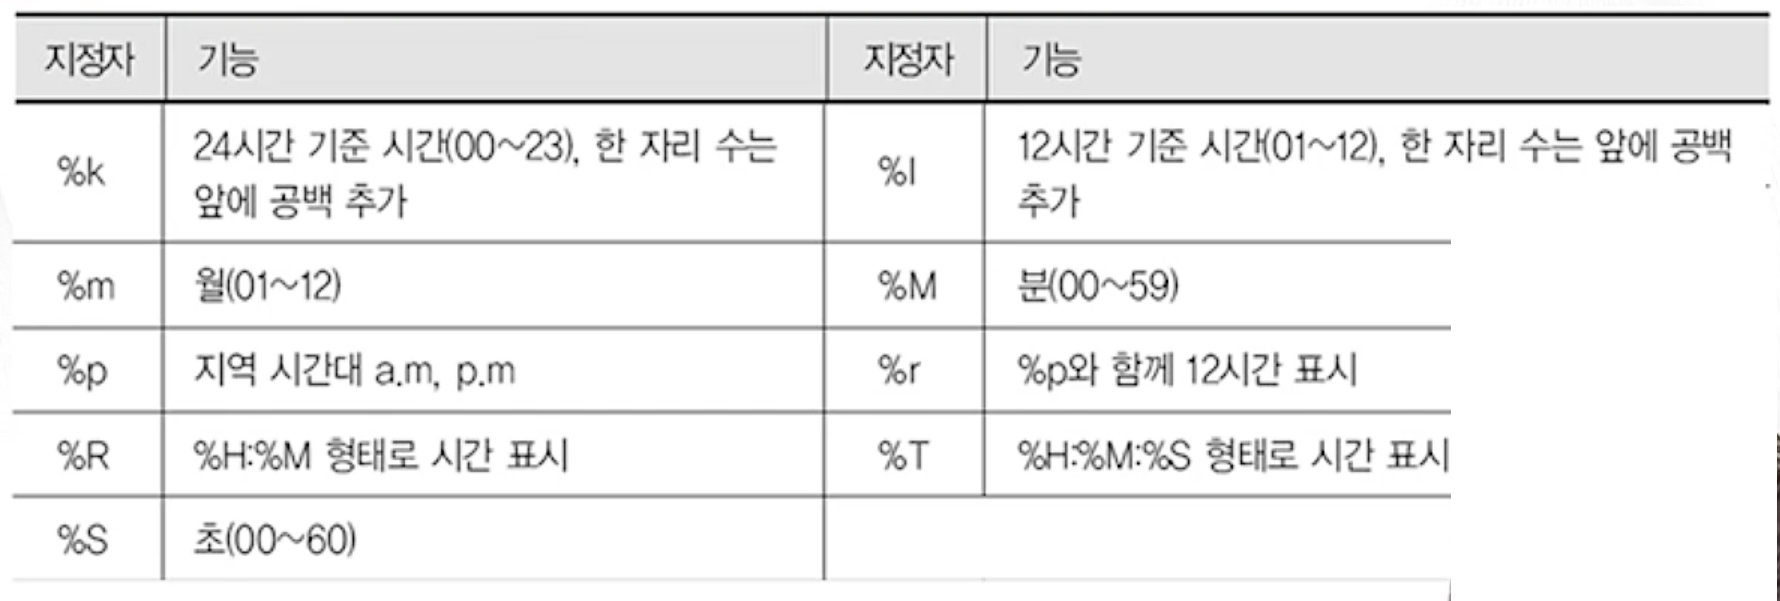 지정자 기능 지정자 기능
%k 24시간 기준 시간(00~23), 한 자리 수는 앞에 공백 추가 %l 12시간 기준 시간(01~12), 한 자리 수는 앞에 공백 추가
%m 월(01~12) %M 분(00~59)
%p 지역 시간대 a.m, p.m %r %p와 함께 12시간 표시
%R %H:%M 형태로 시간 표시 %T %H:%M:%S 형태로 시간 표시
%S 초(00~60)